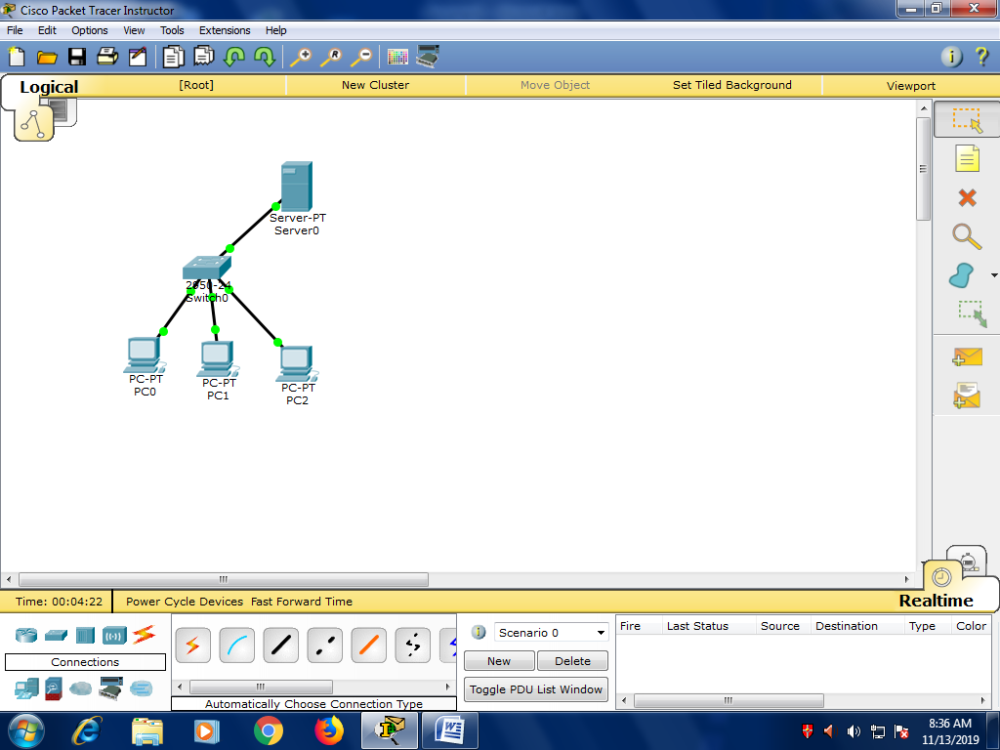 Cisco Packet Tracer Instructor
File Edit Options View Tools Extensions Help
Logical [Root] New Cluster Move Object Set Tiled Background Viewport
Server-PT
Server0
2950-24
Switch0
PC-PT
PC0
PC-PT
PC1
PC-PT
PC2
Time: 00:04:22 Power Cycle Devices Fast Forward Time Realtime
Scenario 0
Fire Last Status Source Destination Type Color
Connections
New Delete
Toggle PDU List Window
Automatically Choose Connection Type
8:36 AM
11/13/2019